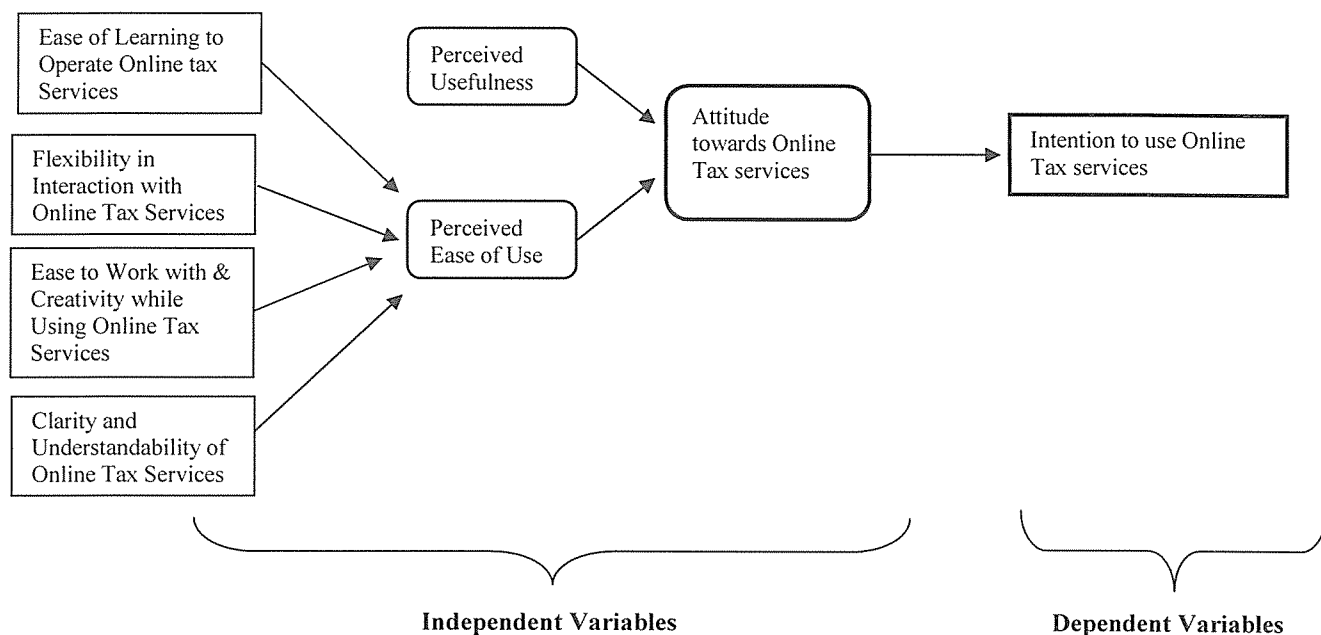 Ease of Learning to
Operate Online tax
Services
Flexibility in
Interaction with
Online Tax Services
Ease to Work with &
Creativity while
Using Online Tax
Services
Clarity and
Understandability of
Online Tax Services
Perceived
Usefulness
Perceived
Ease of Use
Attitude
towards Online
Tax services
Intention to use Online
Tax services
Independent Variables
Dependent Variables